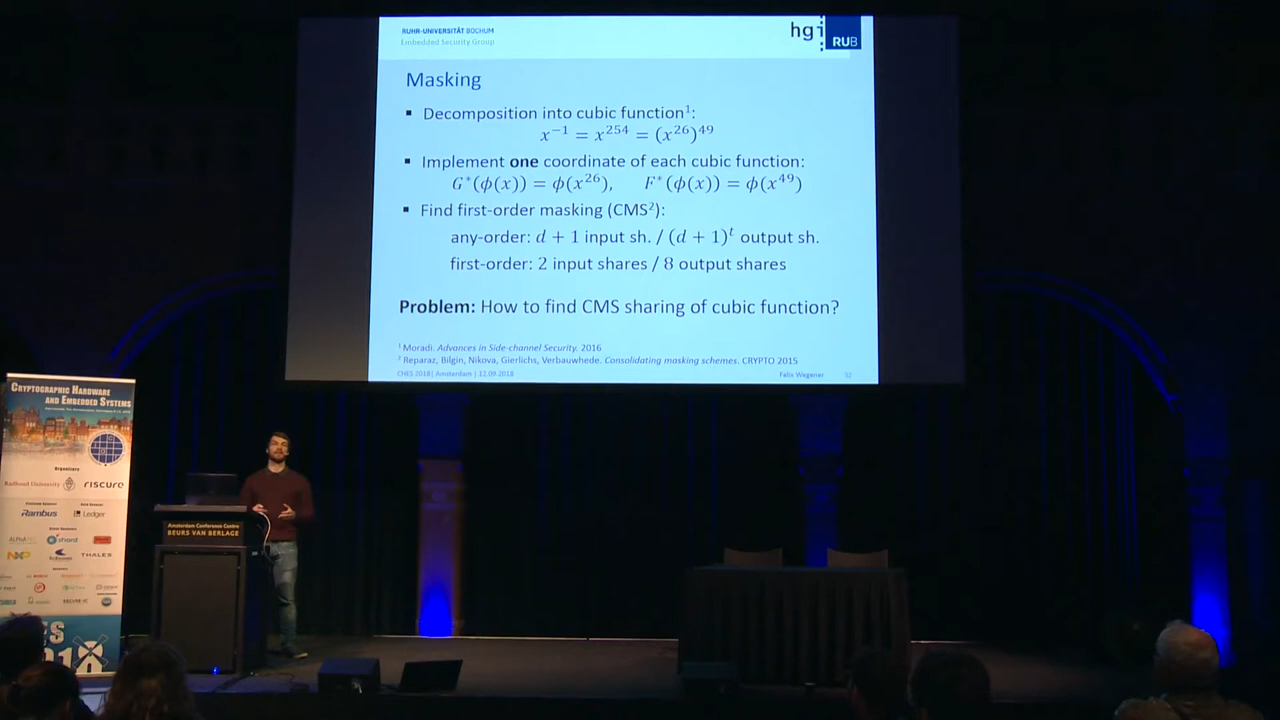 RUHR-UNIVERSITÄT BOCHUM
Embedded Security Group
hgi
RUB
Masking
▪ Decomposition into cubic function¹:
x⁻¹ = x²⁵⁴ = (x²⁶)⁴⁹
▪ Implement one coordinate of each cubic function:
G*(ϕ(x)) = ϕ(x²⁶), F*(ϕ(x)) = ϕ(x⁴⁹)
▪ Find first-order masking (CMS²):
any-order: d + 1 input sh. / (d + 1)ᵗ output sh.
first-order: 2 input shares / 8 output shares
Problem: How to find CMS sharing of cubic function?
¹ Moradi. Advances in Side-channel Security. 2016
² Reparaz, Bilgin, Nikova, Gierlichs, Verbauwhede. Consolidating masking schemes. CRYPTO 2015
CHES 2018| Amsterdam | 12.09-2018
Felix Wegener 32
Cryptographic Hardware
and Embedded Systems
Organizers
Radboud University
riscure
Rambus
Ledger
shard
NXP
THALES
Amsterdam Conference Centre
BEURS VAN BERLAGE